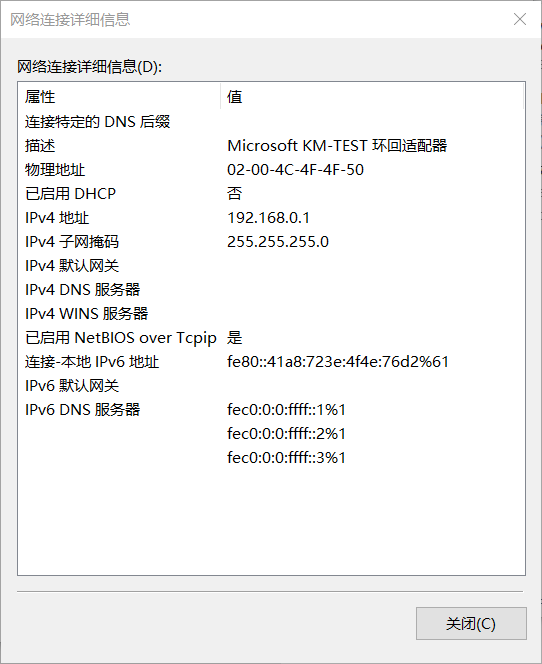 网络连接详细信息
网络连接详细信息(D):
属性 值
连接特定的 DNS 后缀
描述 Microsoft KM-TEST 环回适配器
物理地址 02-00-4C-4F-4F-50
已启用 DHCP 否
IPv4 地址 192.168.0.1
IPv4 子网掩码 255.255.255.0
IPv4 默认网关
IPv4 DNS 服务器
IPv4 WINS 服务器
已启用 NetBIOS over Tcpip 是
连接-本地 IPv6 地址 fe80::41a8:723e:4f4e:76d2%61
IPv6 默认网关
IPv6 DNS 服务器 fec0:0:0:ffff::1%1
fec0:0:0:ffff::2%1
fec0:0:0:ffff::3%1
关闭(C)